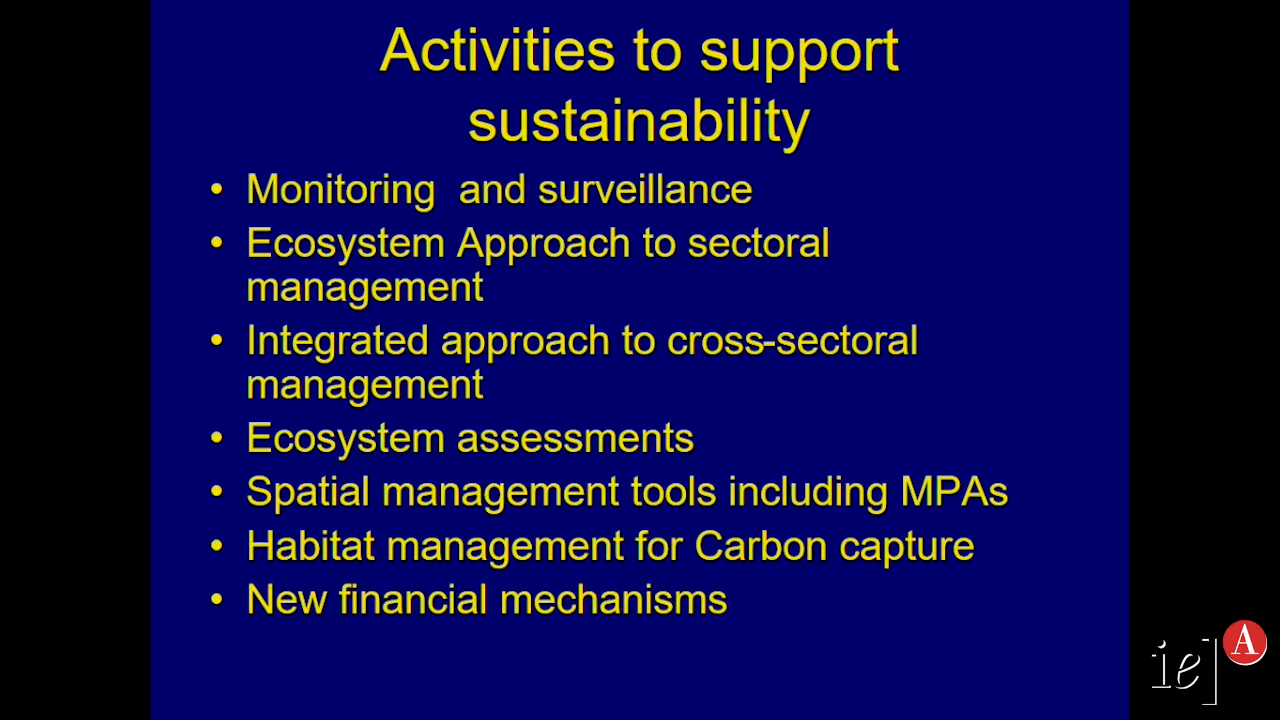 Activities to support
sustainability
• Monitoring  and surveillance
• Ecosystem Approach to sectoral
management
• Integrated approach to cross-sectoral
management
• Ecosystem assessments
• Spatial management tools including MPAs
• Habitat management for Carbon capture
• New financial mechanisms
ie] A